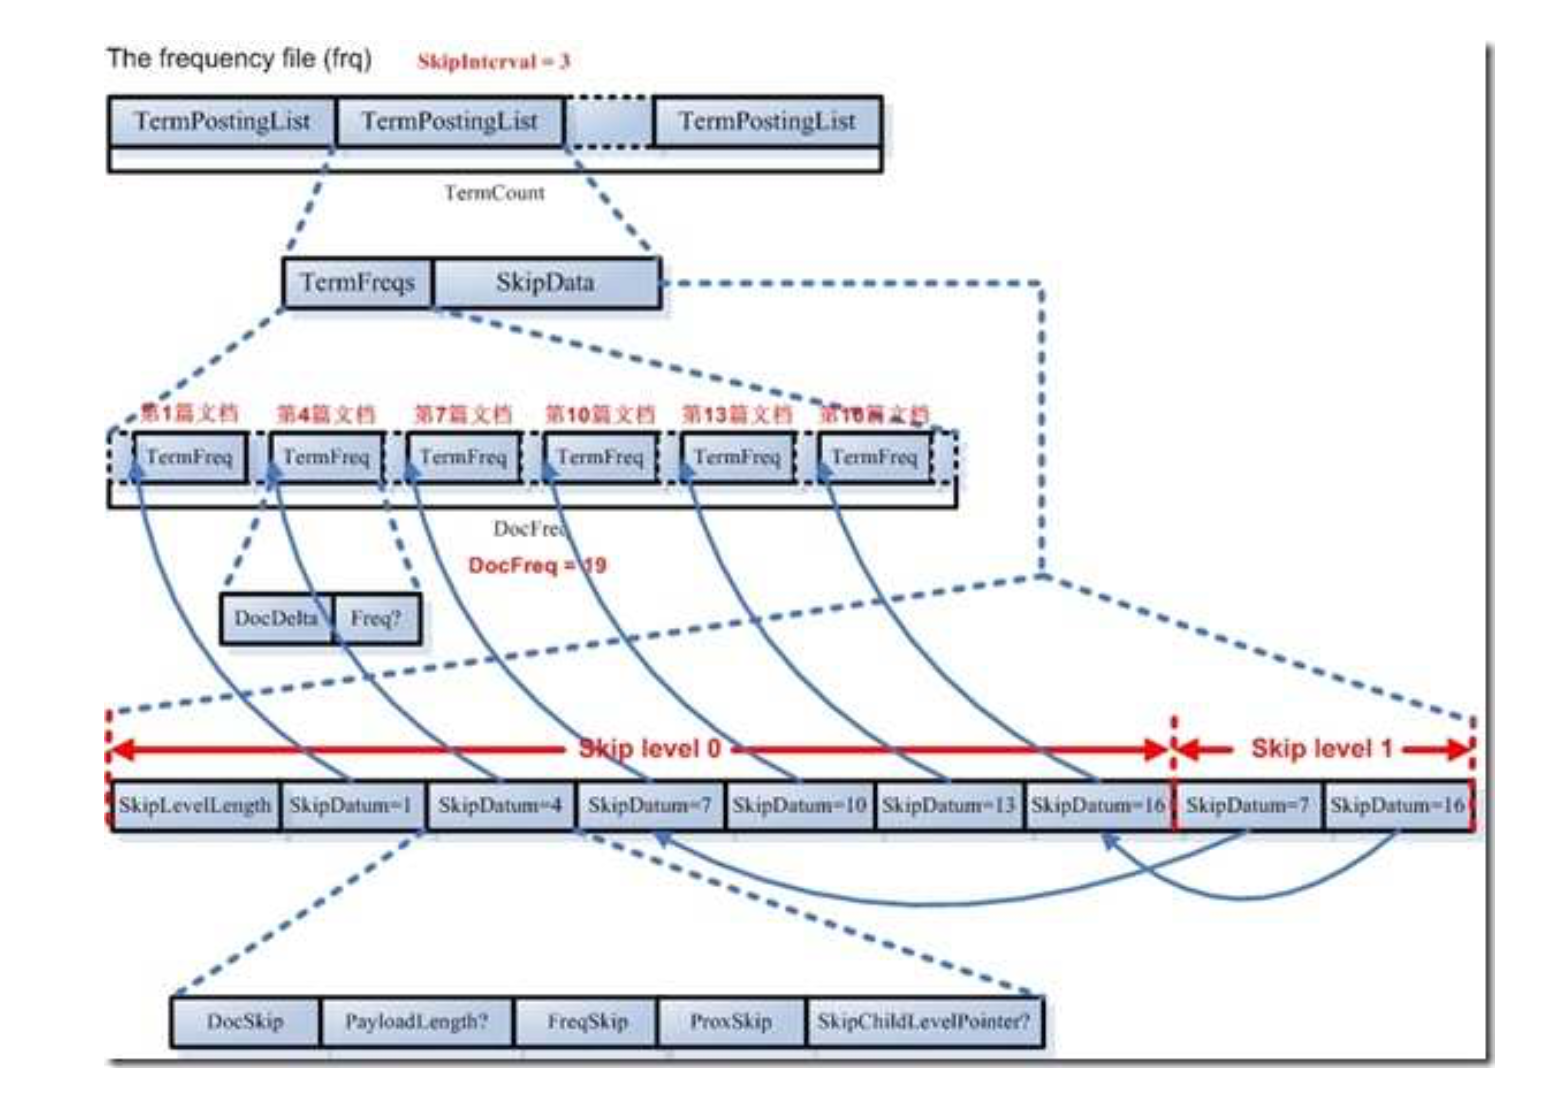 The frequency file (frq) SkipInterval = 3
TermPostingList TermPostingList TermPostingList
TermCount
TermFreqs SkipData
第1篇文档 第4篇文档 第7篇文档 第10篇文档 第13篇文档 第16篇文档
TermFreq TermFreq TermFreq TermFreq TermFreq TermFreq
DocFreq
DocFreq = 19
DocDelta Freq?
Skip level 0 Skip level 1
SkipLevelLength SkipDatum=1 SkipDatum=4 SkipDatum=7 SkipDatum=10 SkipDatum=13 SkipDatum=16 SkipDatum=7 SkipDatum=16
DocSkip PayloadLength? FreqSkip ProxSkip SkipChildLevelPointer?